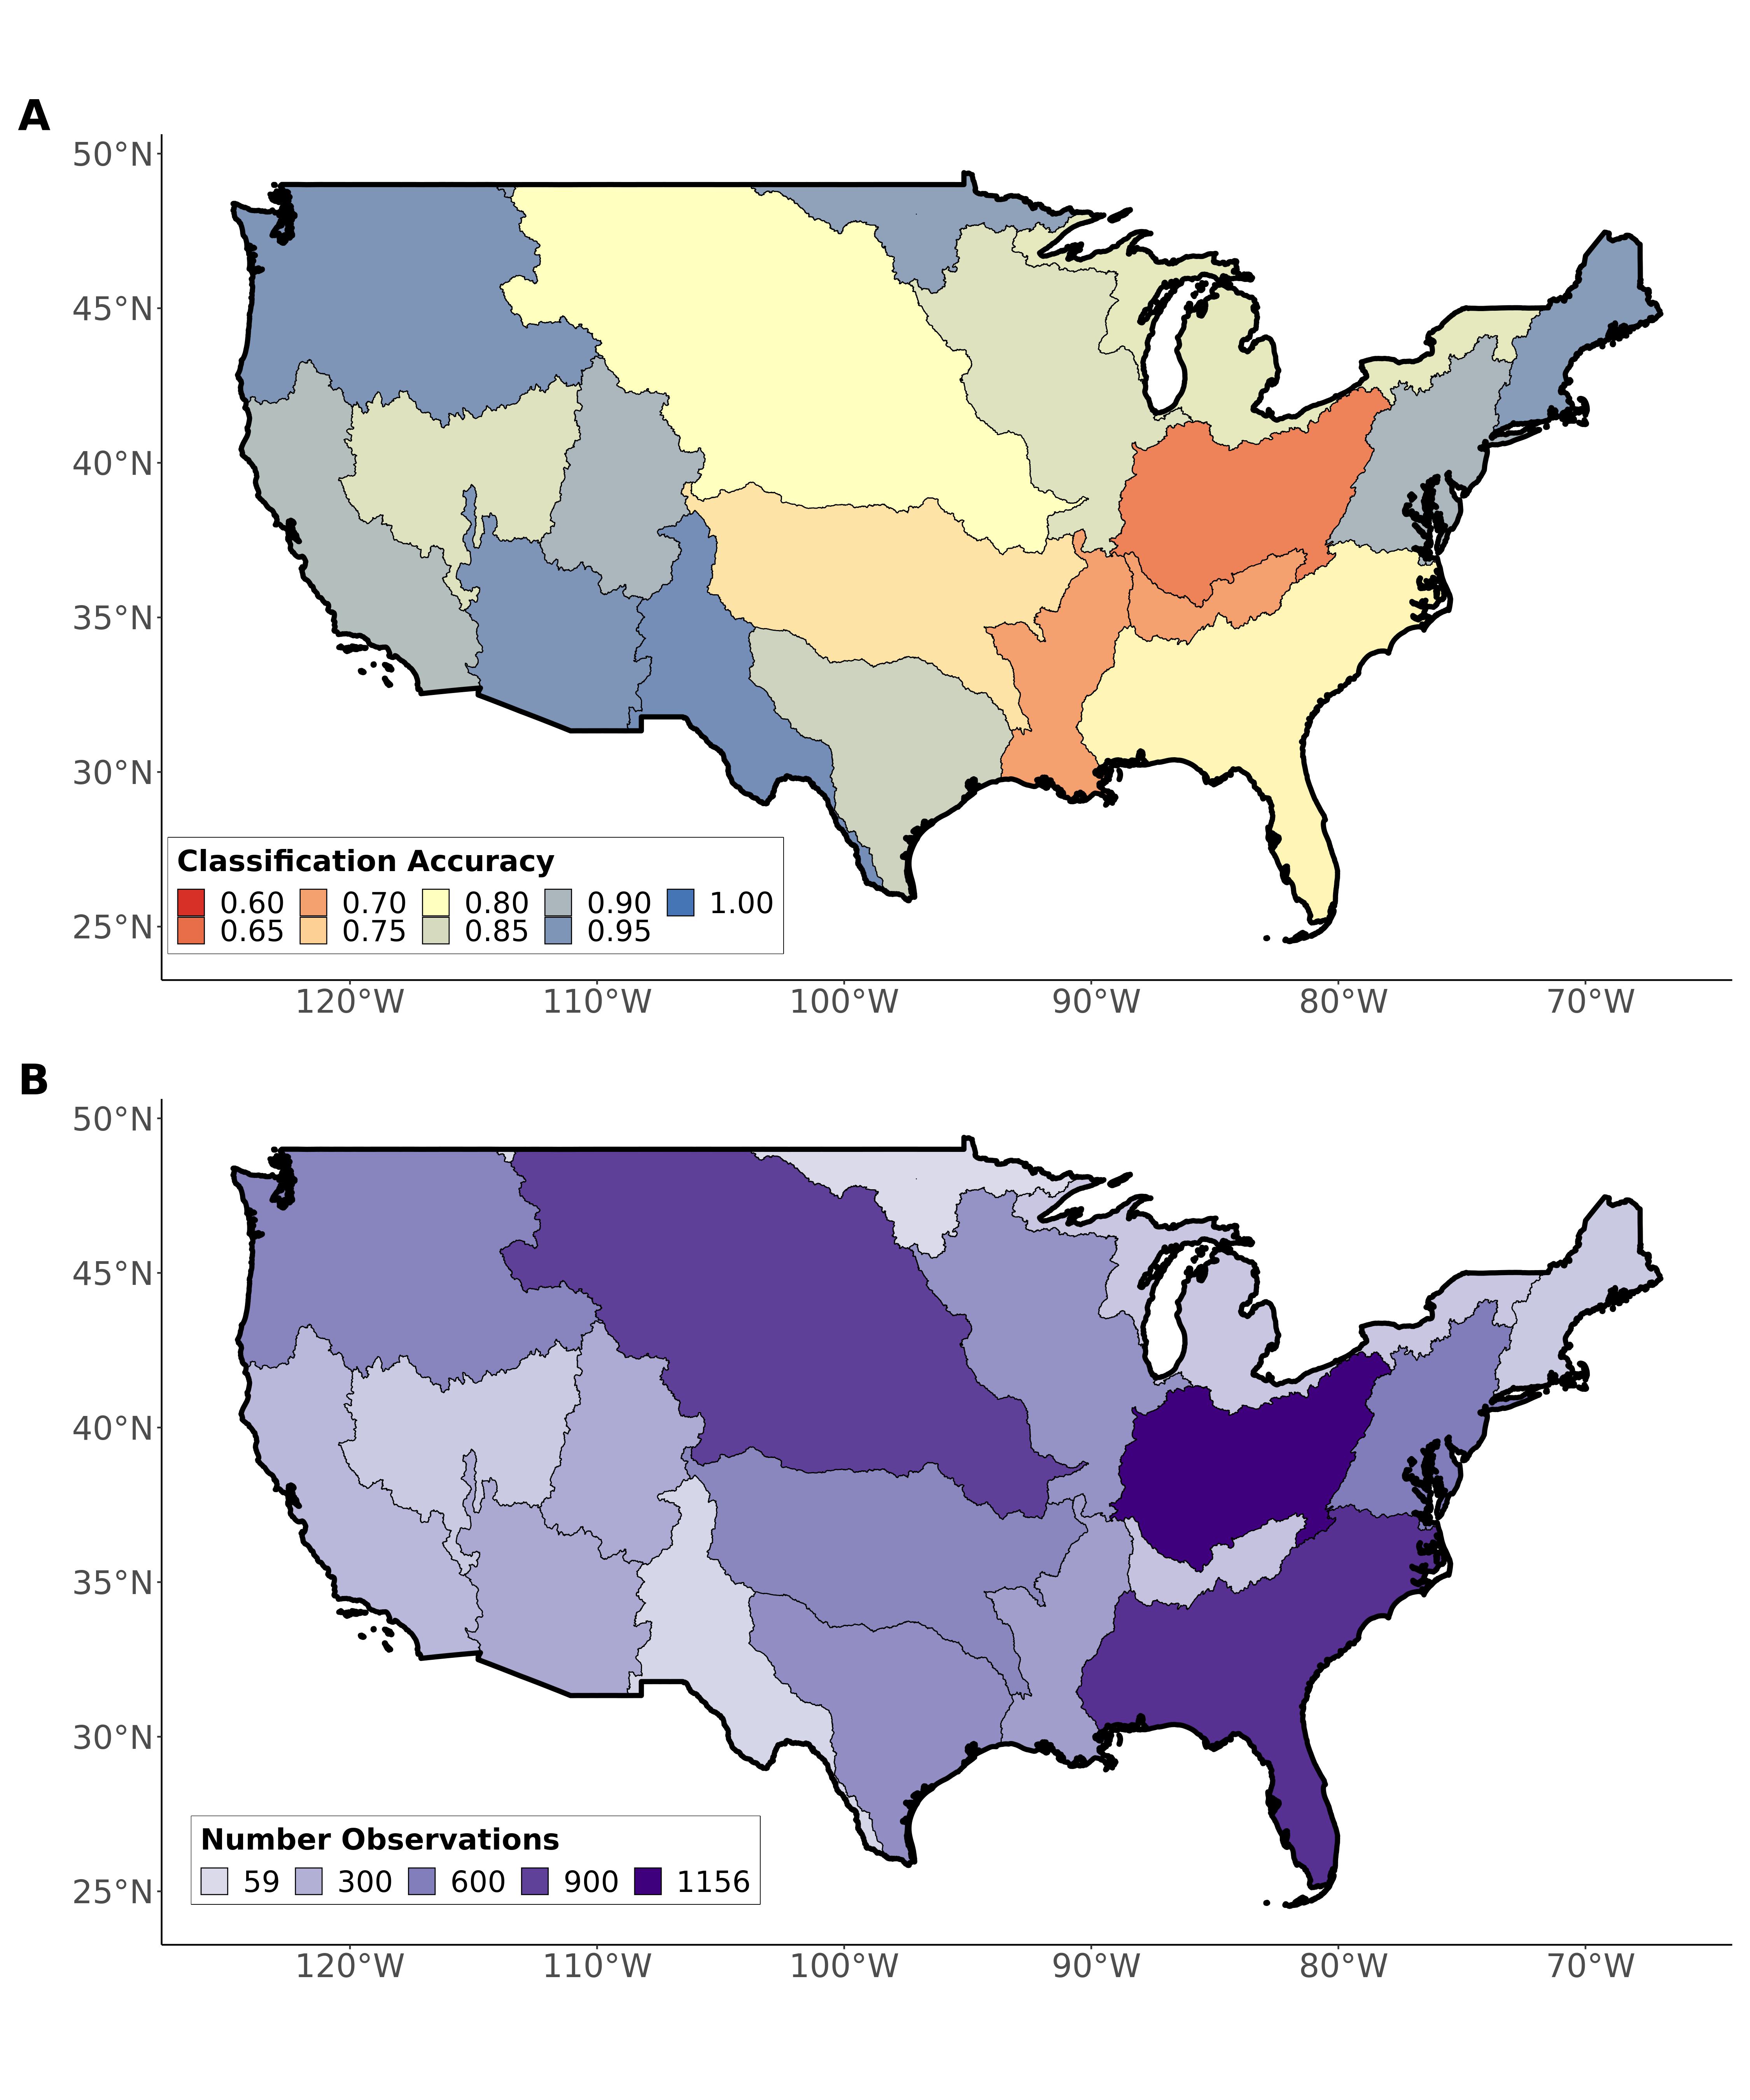 A
50°N
45°N
40°N
35°N
30°N
25°N
Classification Accuracy
0.60 0.70 0.80 0.90 1.00
0.65 0.75 0.85 0.95
120°W 110°W 100°W 90°W 80°W 70°W
B
50°N
45°N
40°N
35°N
30°N
25°N
Number Observations
59 300 600 900 1156
120°W 110°W 100°W 90°W 80°W 70°W